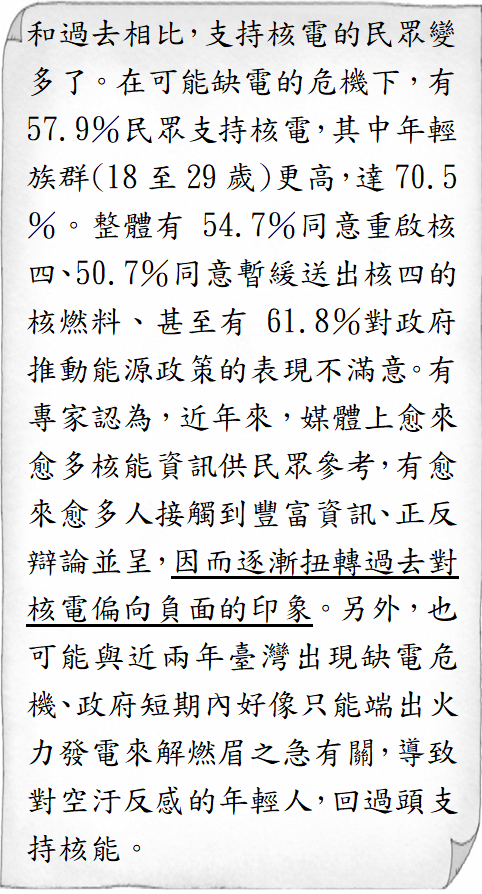 和過去相比，支持核電的民眾變
多了。在可能缺電的危機下，有
57.9%民眾支持核電，其中年輕
族群(18 至 29 歲)更高，達 70.5
%。整體有 54.7%同意重啟核
四、50.7%同意暫緩送出核四的
核燃料、甚至有 61.8%對政府
推動能源政策的表現不滿意。有
專家認為，近年來，媒體上愈來
愈多核能資訊供民眾參考，有愈
來愈多人接觸到豐富資訊、正反
辯論並呈，因而逐漸扭轉過去對
核電偏向負面的印象。另外，也
可能與近兩年臺灣出現缺電危
機、政府短期內好像只能端出火
力發電來解燃眉之急有關，導致
對空汙反感的年輕人，回過頭支
持核能。